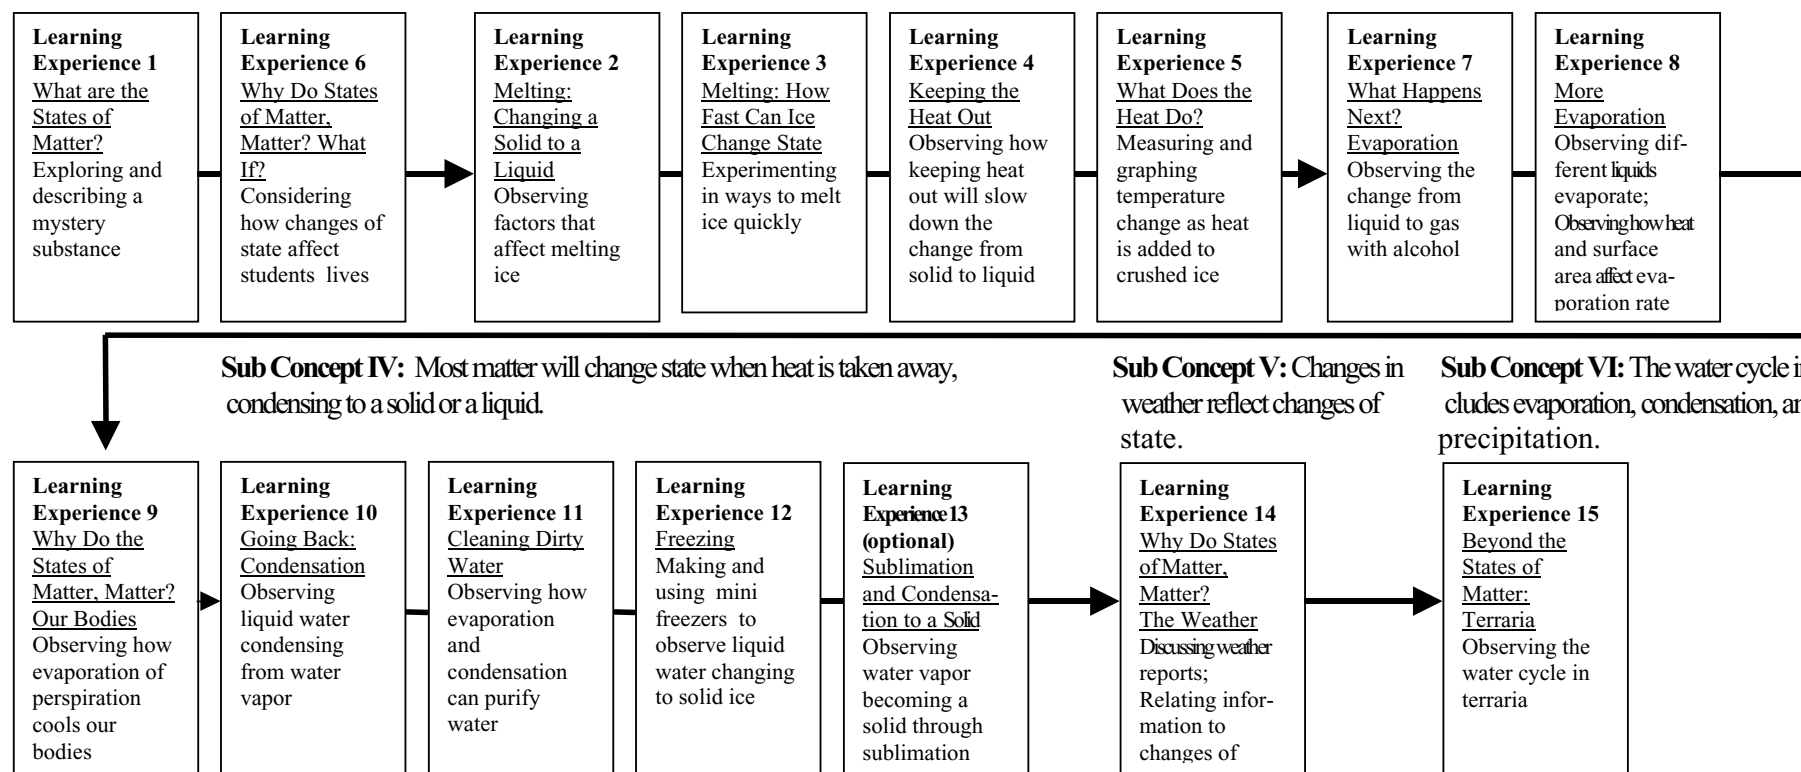 Learning
Experience 1
What are the
States of
Matter?
Exploring and
describing a
mystery
substance
Learning
Experience 6
Why Do States
of Matter,
Matter? What
If?
Considering
how changes of
state affect
students lives
Learning
Experience 2
Melting:
Changing a
Solid to a
Liquid
Observing
factors that
affect melting
ice
Learning
Experience 3
Melting: How
Fast Can Ice
Change State
Experimenting
in ways to melt
ice quickly
Learning
Experience 4
Keeping the
Heat Out
Observing how
keeping heat
out will slow
down the
change from
solid to liquid
Learning
Experience 5
What Does the
Heat Do?
Measuring and
graphing
temperature
change as heat
is added to
crushed ice
Learning
Experience 7
What Happens
Next?
Evaporation
Observing the
change from
liquid to gas
with alcohol
Learning
Experience 8
More
Evaporation
Observing dif-
ferent liquids
evaporate;
Observing how heat
and surface
area affect eva-
poration rate
Sub Concept IV: Most matter will change state when heat is taken away,
condensing to a solid or a liquid.
Sub Concept V: Changes in
weather reflect changes of
state.
Sub Concept VI: The water cycle in
cludes evaporation, condensation, an
precipitation.
Learning
Experience 9
Why Do the
States of
Matter, Matter?
Our Bodies
Observing how
evaporation of
perspiration
cools our
bodies
Learning
Experience 10
Going Back:
Condensation
Observing
liquid water
condensing
from water
vapor
Learning
Experience 11
Cleaning Dirty
Water
Observing how
evaporation
and
condensation
can purify
water
Learning
Experience 12
Freezing
Making and
using mini
freezers to
observe liquid
water changing
to solid ice
Learning
Experience 13
(optional)
Sublimation
and Condensa-
tion to a Solid
Observing
water vapor
becoming a
solid through
sublimation
Learning
Experience 14
Why Do States
of Matter,
Matter?
The Weather
Discussing weather
reports;
Relating infor-
mation to
changes of
Learning
Experience 15
Beyond the
States of
Matter:
Terraria
Observing the
water cycle in
terraria